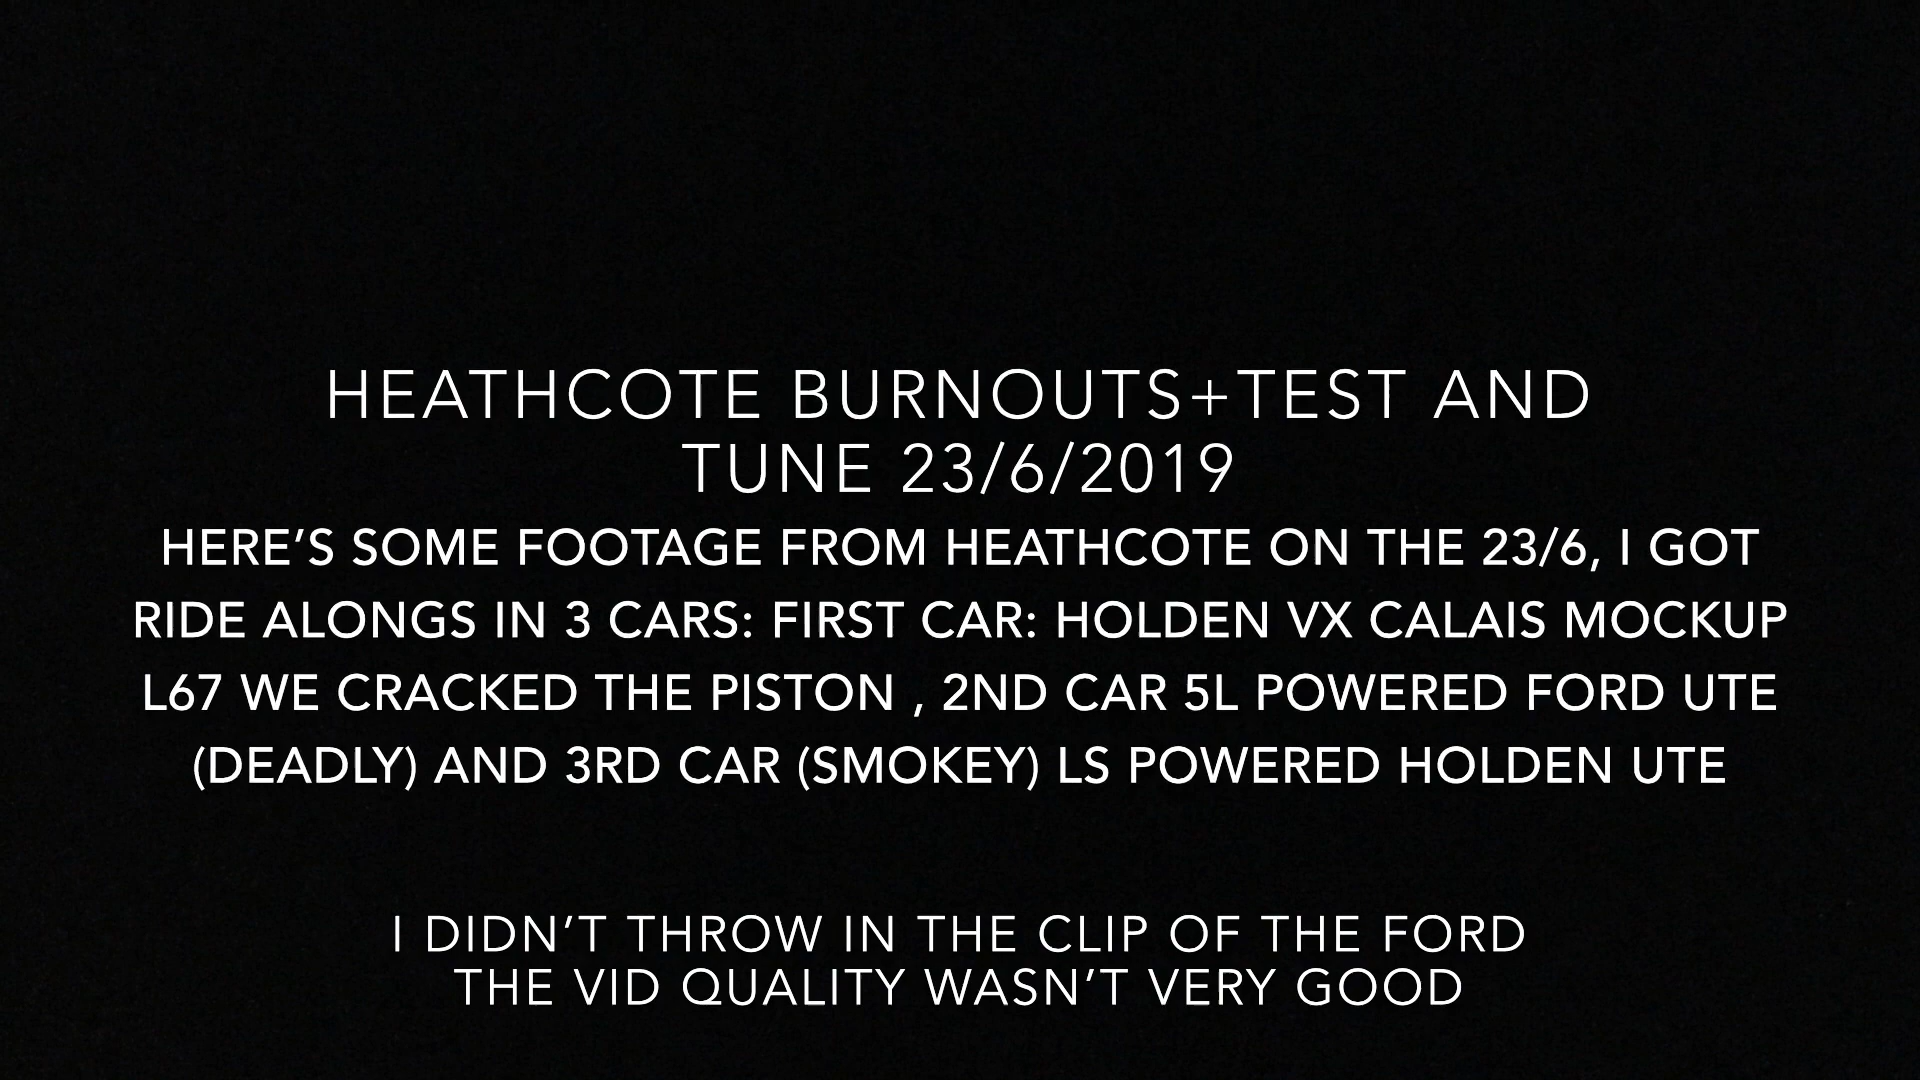 HEATHCOTE BURNOUTS+TEST AND
TUNE 23/6/2019
HERE’S SOME FOOTAGE FROM HEATHCOTE ON THE 23/6, I GOT
RIDE ALONGS IN 3 CARS: FIRST CAR: HOLDEN VX CALAIS MOCKUP
L67 WE CRACKED THE PISTON , 2ND CAR 5L POWERED FORD UTE
(DEADLY) AND 3RD CAR (SMOKEY) LS POWERED HOLDEN UTE
I DIDN’T THROW IN THE CLIP OF THE FORD
THE VID QUALITY WASN’T VERY GOOD